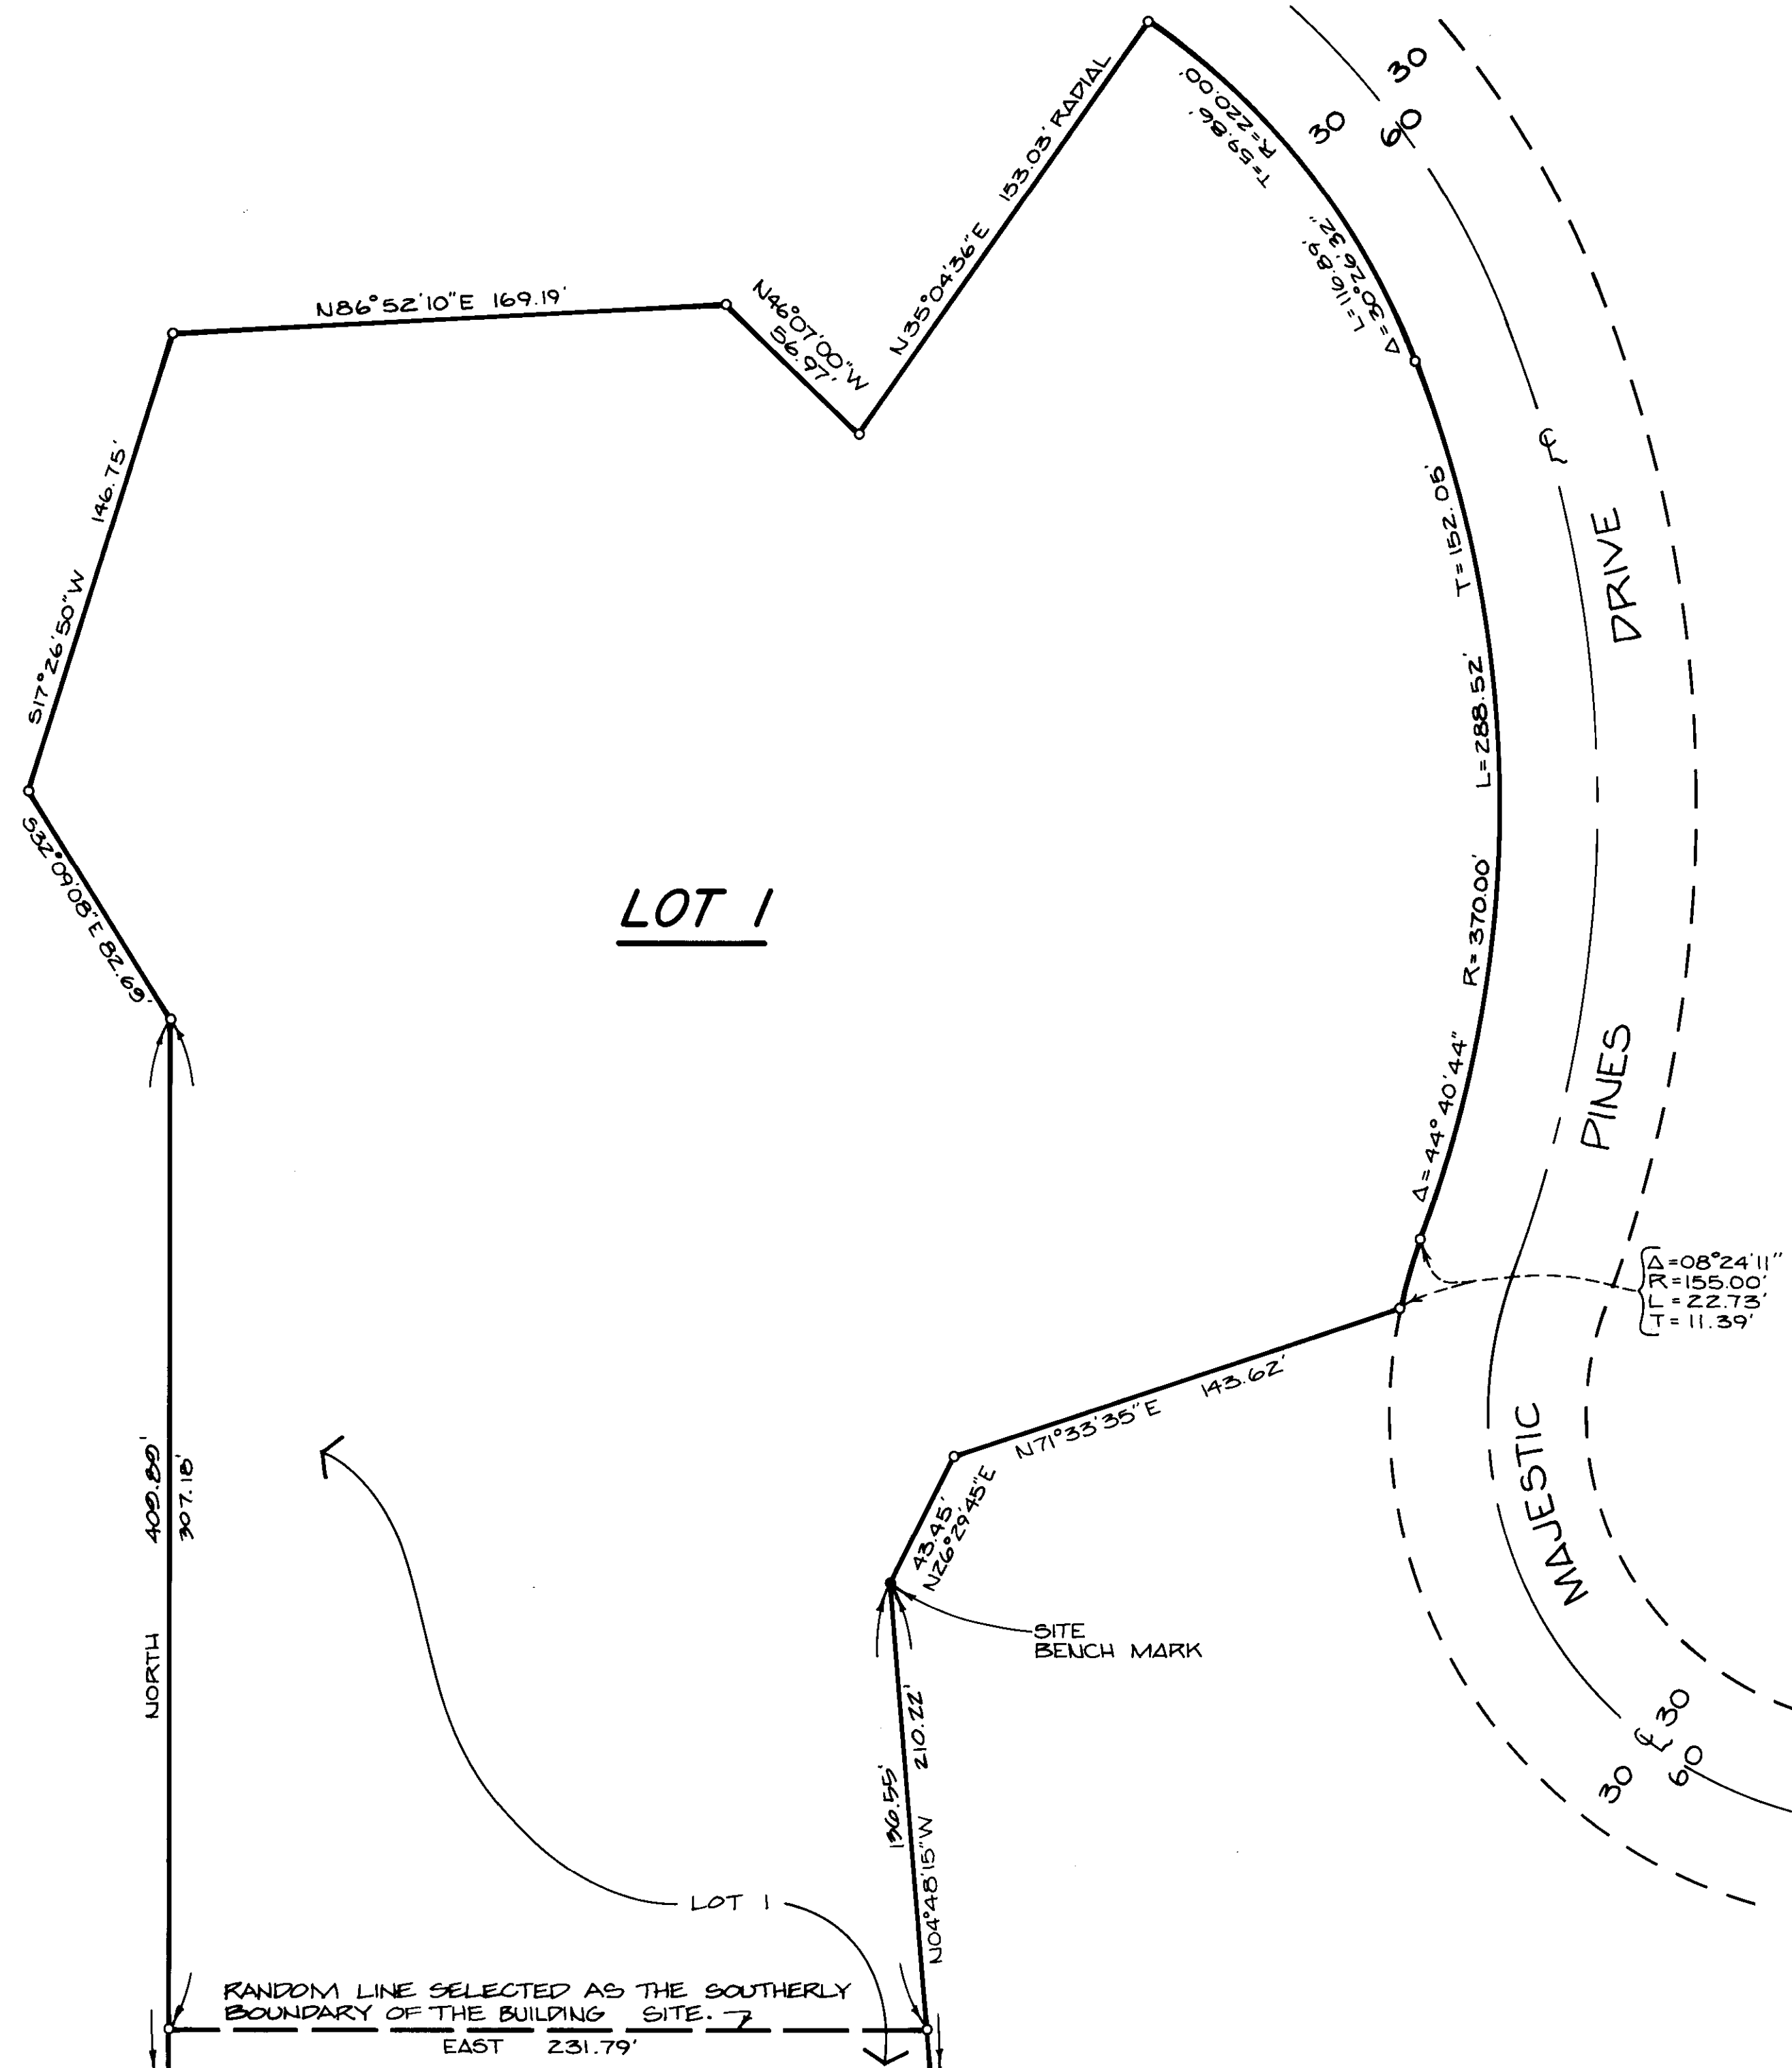 N86°52'10"E 169.19'
N46°07'00"W
56.97'
N35°04'36"E 153.03' RADIAL
R=220.00'
T=59.86'
L=116.89'
Δ=30°26'32"
30
60
30
S17°26'50"W 146.75'
S32°09'08"E 82.69'
LOT 1
T=152.05'
L=288.52'
R=370.00'
Δ=44°40'44"
DRIVE
PINES
MAJESTIC
Δ=08°24'11"
R=155.00'
L=22.73'
T=11.39'
N71°33'35"E 143.62'
43.45'
N26°29'45"E
SITE
BENCH MARK
NORTH 409.89'
307.18'
136.55'
N04°48'15"W 210.22'
30
60
30
LOT 1
RANDOM LINE SELECTED AS THE SOUTHERLY
BOUNDARY OF THE BUILDING SITE.
EAST 231.79'